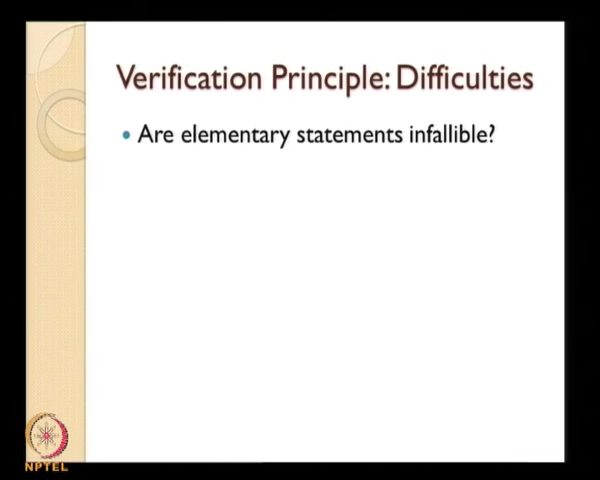 Verification Principle: Difficulties
Are elementary statements infallible?
NPTEL